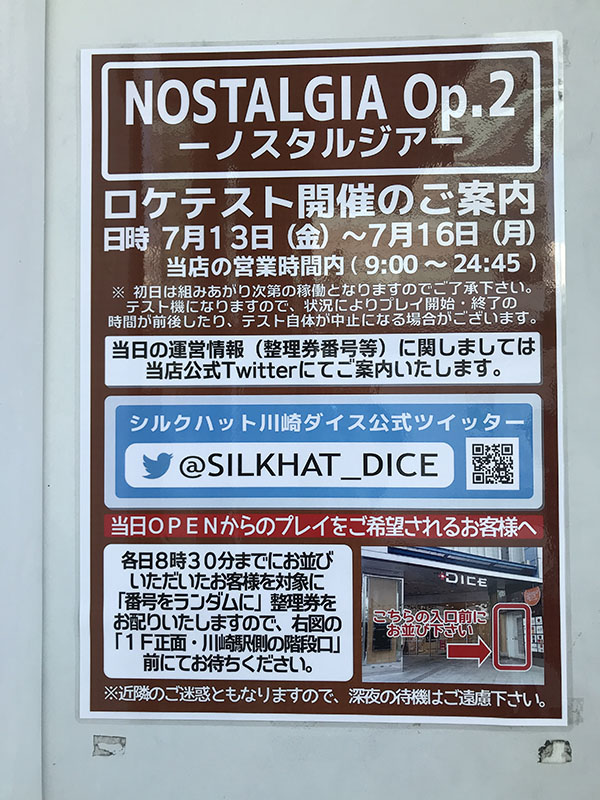 NOSTALGIA Op.2
ーノスタルジアー
ロケテスト開催のご案内
日時 7月13日（金）～7月16日（月）
当店の営業時間内（9:00～24:45）
※ 初日は組みあがり次第の稼働となりますのでご了承下さい。
テスト機になりますので、状況によりプレイ開始・終了の
時間が前後したり、テスト自体が中止になる場合がございます。
当日の運営情報（整理券番号等）に関しましては
当店公式Twitterにてご案内いたします。
シルクハット川崎ダイス公式ツイッター
@SILKHAT_DICE
当日OPENからのプレイをご希望されるお客様へ
各日8時30分までにお並び
いただいたお客様を対象に
「番号をランダムに」整理券を
お配りいたしますので、右図の
「1F正面・川崎駅側の階段口」
前にてお待ちください。
DICE
こちらの入口前に
お並び下さい
※近隣のご迷惑ともなりますので、深夜の待機はご遠慮下さい。